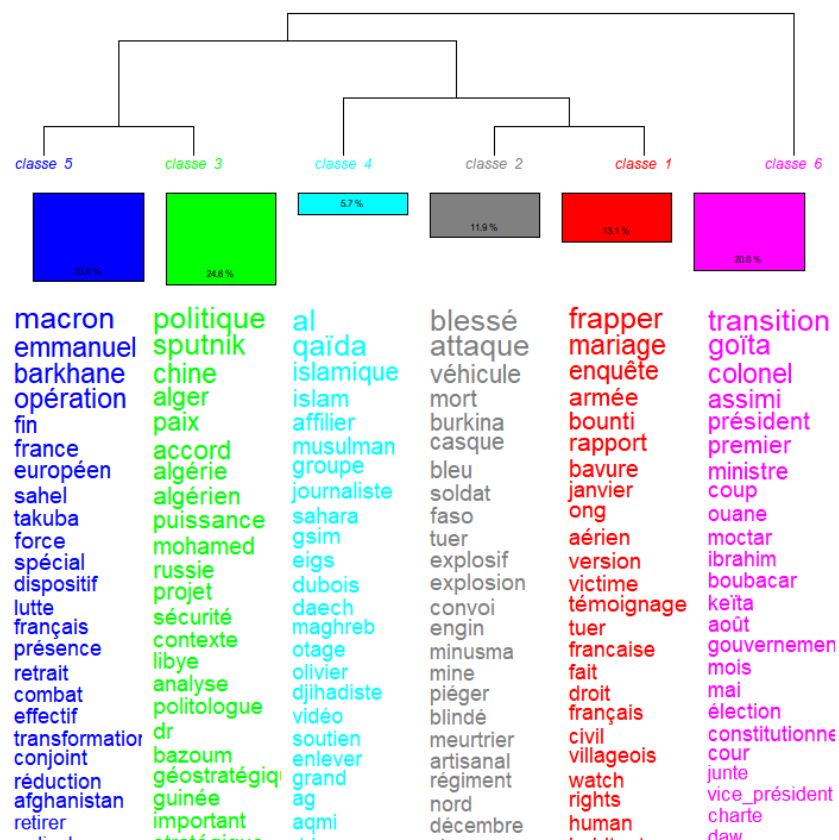 classe 5
classe 3
classe 4
classe 2
classe 1
classe 6
23.9 %
24.6 %
5.7 %
11.9 %
13.1 %
20.8 %
macron
emmanuel
barkhane
opération
fin
france
européen
sahel
takuba
force
spécial
dispositif
lutte
français
présence
retrait
combat
effectif
transformation
conjoint
réduction
afghanistan
retirer
politique
sputnik
chine
alger
paix
accord
algérie
algérien
puissance
mohamed
russie
projet
sécurité
contexte
libye
analyse
politologue
dr
bazoum
géostratégiqu
guinée
important
stratégique
al
qaïda
islamique
islam
affilier
musulman
groupe
journaliste
sahara
gsim
eigs
dubois
daech
maghreb
otage
olivier
djihadiste
vidéo
soutien
enlever
grand
ag
aqmi
blessé
attaque
véhicule
mort
burkina
casque
bleu
soldat
faso
tuer
explosif
explosion
convoi
engin
minusma
mine
piéger
blindé
meurtrier
artisanal
régiment
nord
décembre
frapper
mariage
enquête
armée
bounti
rapport
bavure
janvier
ong
aérien
version
victime
témoignage
tuer
francaise
fait
droit
français
civil
villageois
watch
rights
human
transition
goïta
colonel
assimi
président
premier
ministre
coup
ouane
moctar
ibrahim
boubacar
keïta
août
gouvernemen
mois
mai
élection
constitutionne
cour
junte
vice_président
charte
daw